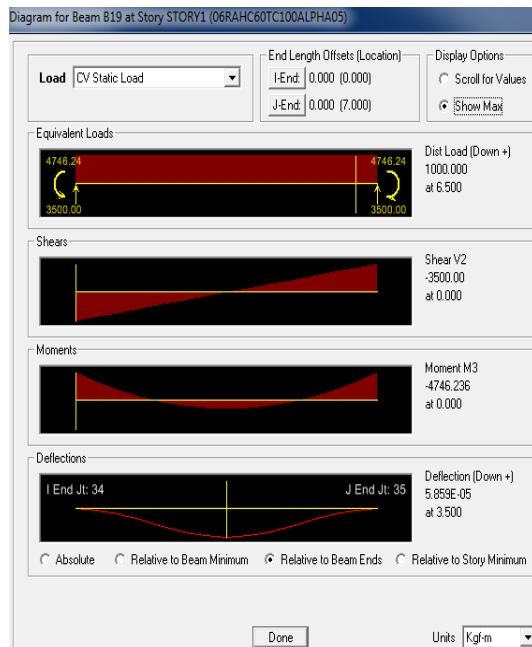 Diagram for Beam B19 at Story STORY1 (06RAHC60TC100ALPHA05)
Load CV Static Load
End Length Offsets (Location)
I-End: 0.000 (0.000)
J-End: 0.000 (7.000)
Display Options
Scroll for Values
Show Max
Equivalent Loads
4746.24 4746.24
3500.00 3500.00
Dist Load (Down +)
1000.000
at 6.500
Shears
Shear V2
-3500.00
at 0.000
Moments
Moment M3
-4746.236
at 0.000
Deflections
I End Jt: 34 J End Jt: 35
Deflection (Down +)
5.859E-05
at 3.500
Absolute Relative to Beam Minimum Relative to Beam Ends Relative to Story Minimum
Done Units Kgf-m